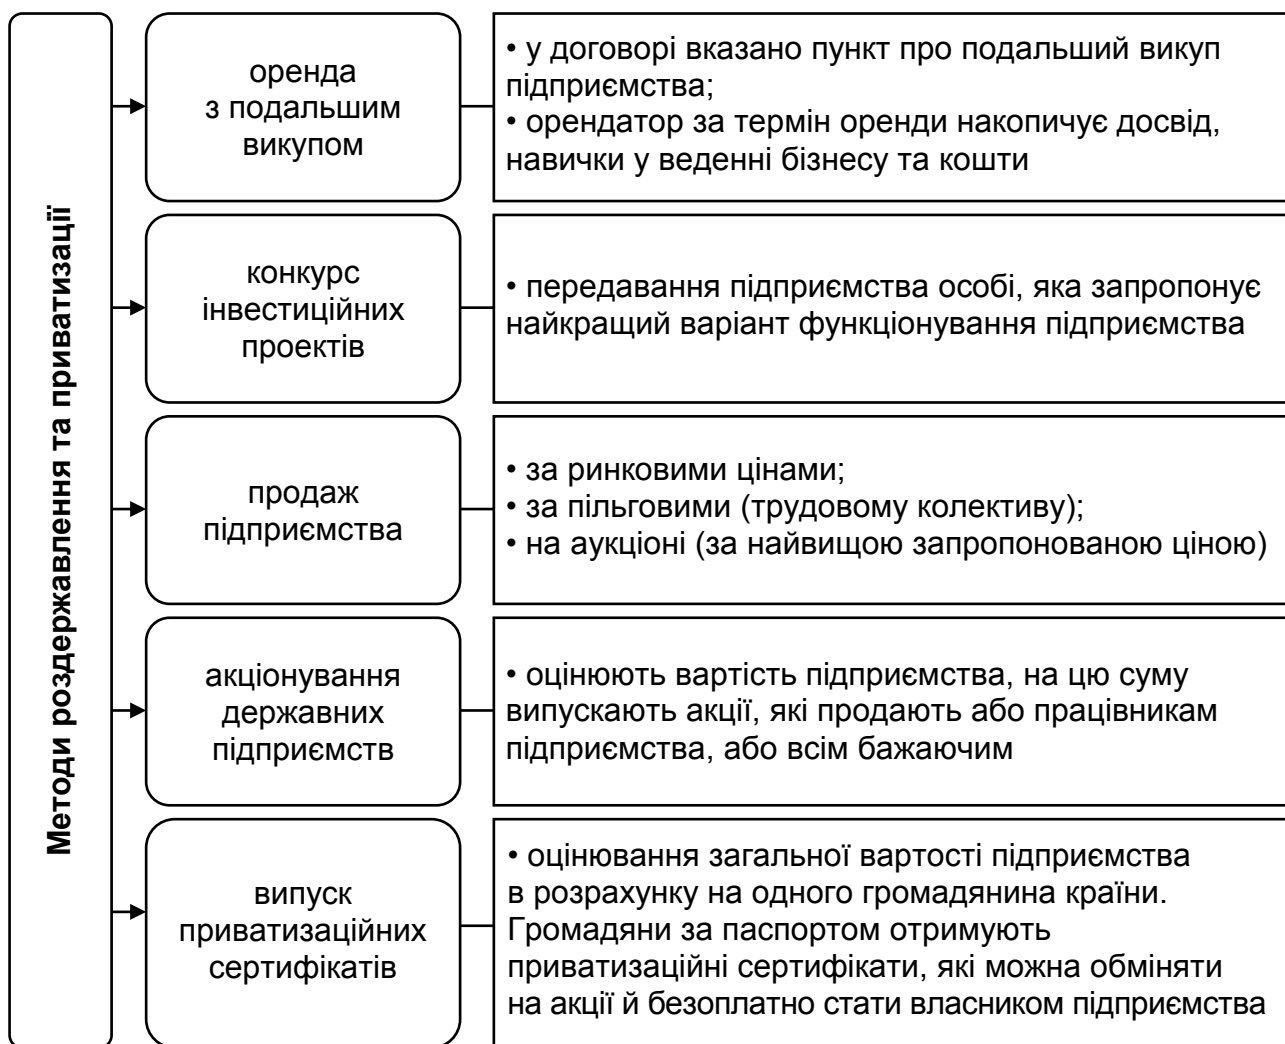 Методи роздержавлення та приватизації
оренда
з подальшим
викупом
• у договорі вказано пункт про подальший викуп
підприємства;
• орендатор за термін оренди накопичує досвід,
навички у веденні бізнесу та кошти
конкурс
інвестиційних
проектів
• передавання підприємства особі, яка запропонує
найкращий варіант функціонування підприємства
продаж
підприємства
• за ринковими цінами;
• за пільговими (трудовому колективу);
• на аукціоні (за найвищою запропонованою ціною)
акціонування
державних
підприємств
• оцінюють вартість підприємства, на цю суму
випускають акції, які продають або працівникам
підприємства, або всім бажаючим
випуск
приватизаційних
сертифікатів
• оцінювання загальної вартості підприємства
в розрахунку на одного громадянина країни.
Громадяни за паспортом отримують
приватизаційні сертифікати, які можна обміняти
на акції й безоплатно стати власником підприємства